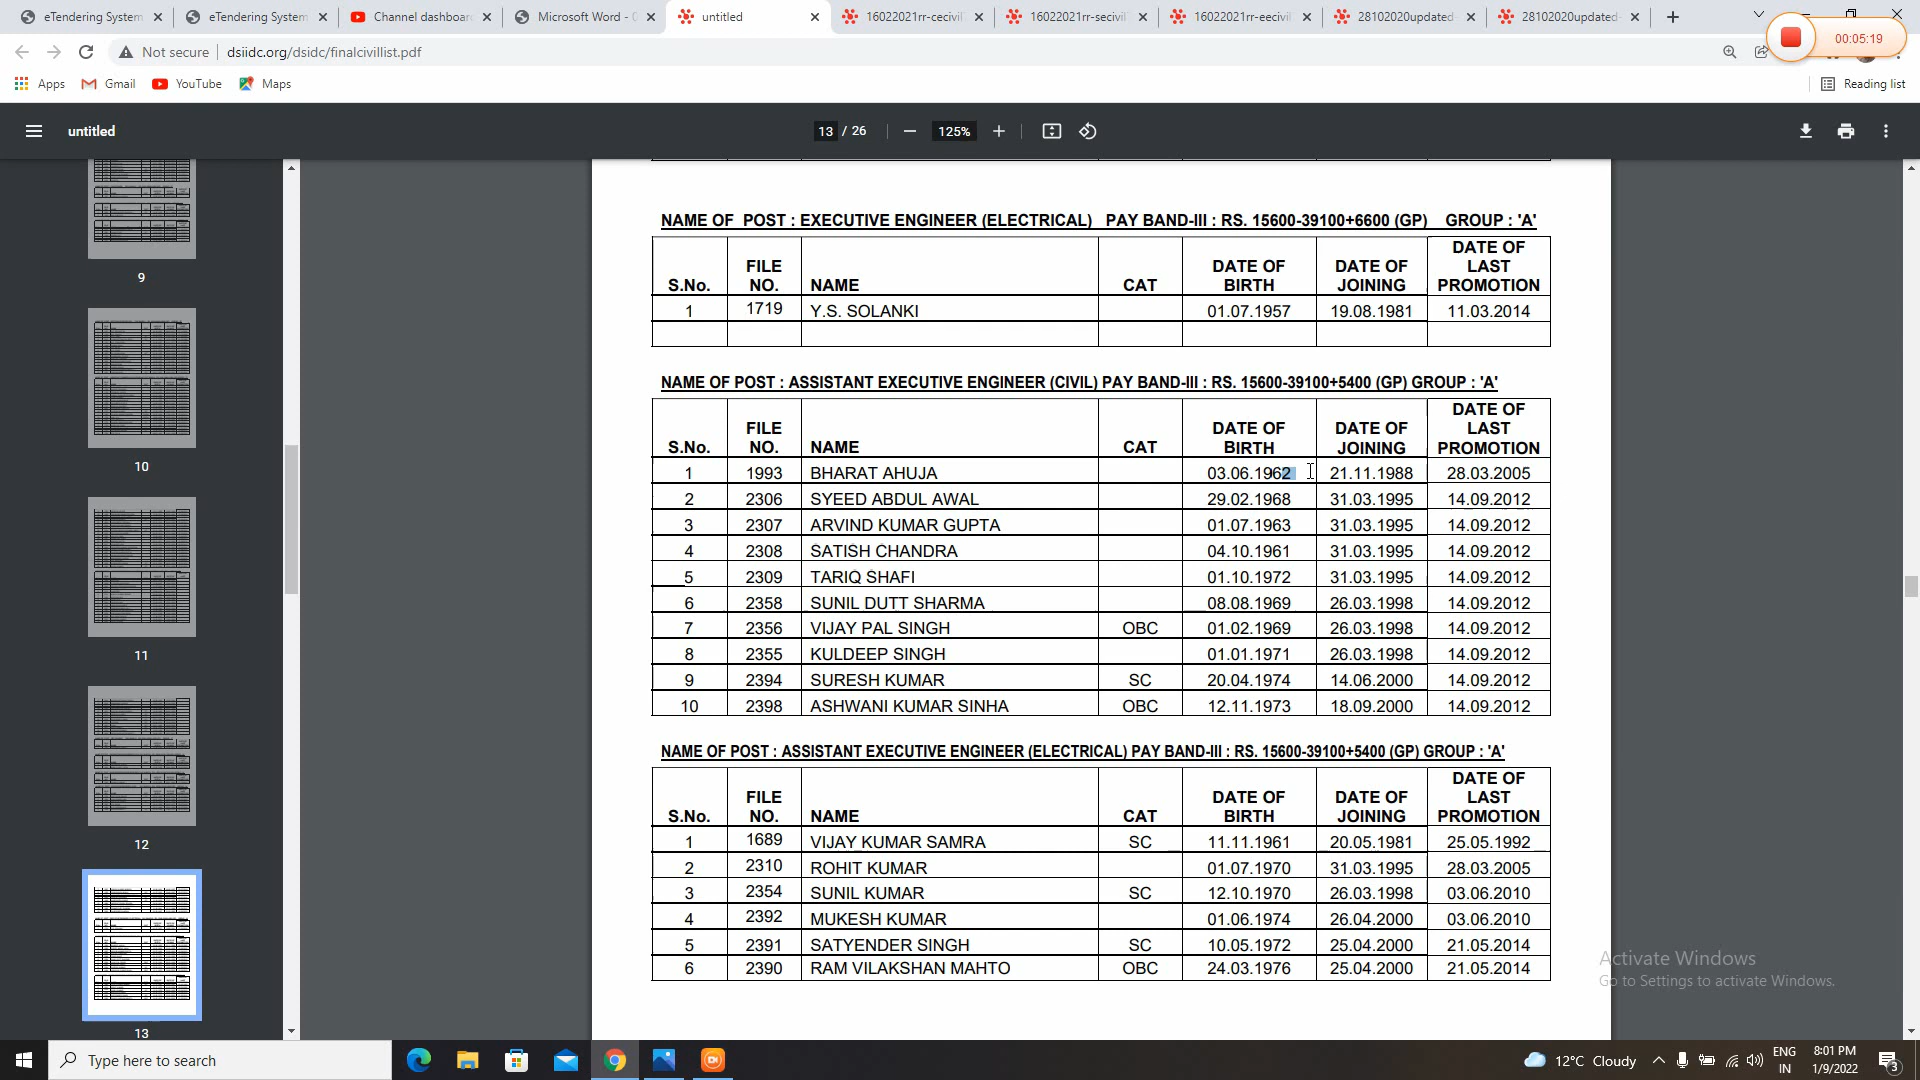 eTendering System
eTendering System
Channel dashboar
Microsoft Word - 0
untitled
16022021rr-cecivil
16022021rr-secivil
16022021rr-eecivil
28102020updated-
28102020updated-
00:05:19
Not secure
dsiidc.org/dsidc/finalcivillist.pdf
Apps
Gmail
YouTube
Maps
Reading list
untitled
13 / 26
125%
9
10
11
12
13
NAME OF POST : EXECUTIVE ENGINEER (ELECTRICAL) PAY BAND-III : RS. 15600-39100+6600 (GP) GROUP : 'A'
S.No. FILE NO. NAME CAT DATE OF BIRTH DATE OF JOINING DATE OF LAST PROMOTION
1 1719 Y.S. SOLANKI 01.07.1957 19.08.1981 11.03.2014
NAME OF POST : ASSISTANT EXECUTIVE ENGINEER (CIVIL) PAY BAND-III : RS. 15600-39100+5400 (GP) GROUP : 'A'
S.No. FILE NO. NAME CAT DATE OF BIRTH DATE OF JOINING DATE OF LAST PROMOTION
1 1993 BHARAT AHUJA 03.06.1962 21.11.1988 28.03.2005
2 2306 SYEED ABDUL AWAL 29.02.1968 31.03.1995 14.09.2012
3 2307 ARVIND KUMAR GUPTA 01.07.1963 31.03.1995 14.09.2012
4 2308 SATISH CHANDRA 04.10.1961 31.03.1995 14.09.2012
5 2309 TARIQ SHAFI 01.10.1972 31.03.1995 14.09.2012
6 2358 SUNIL DUTT SHARMA 08.08.1969 26.03.1998 14.09.2012
7 2356 VIJAY PAL SINGH OBC 01.02.1969 26.03.1998 14.09.2012
8 2355 KULDEEP SINGH 01.01.1971 26.03.1998 14.09.2012
9 2394 SURESH KUMAR SC 20.04.1974 14.06.2000 14.09.2012
10 2398 ASHWANI KUMAR SINHA OBC 12.11.1973 18.09.2000 14.09.2012
NAME OF POST : ASSISTANT EXECUTIVE ENGINEER (ELECTRICAL) PAY BAND-III : RS. 15600-39100+5400 (GP) GROUP : 'A'
S.No. FILE NO. NAME CAT DATE OF BIRTH DATE OF JOINING DATE OF LAST PROMOTION
1 1689 VIJAY KUMAR SAMRA SC 11.11.1961 20.05.1981 25.05.1992
2 2310 ROHIT KUMAR 01.07.1970 31.03.1995 28.03.2005
3 2354 SUNIL KUMAR SC 12.10.1970 26.03.1998 03.06.2010
4 2392 MUKESH KUMAR 01.06.1974 26.04.2000 03.06.2010
5 2391 SATYENDER SINGH SC 10.05.1972 25.04.2000 21.05.2014
6 2390 RAM VILAKSHAN MAHTO OBC 24.03.1976 25.04.2000 21.05.2014
Activate Windows
Go to Settings to activate Windows.
Type here to search
12°C Cloudy
ENG
IN
8:01 PM
1/9/2022
3